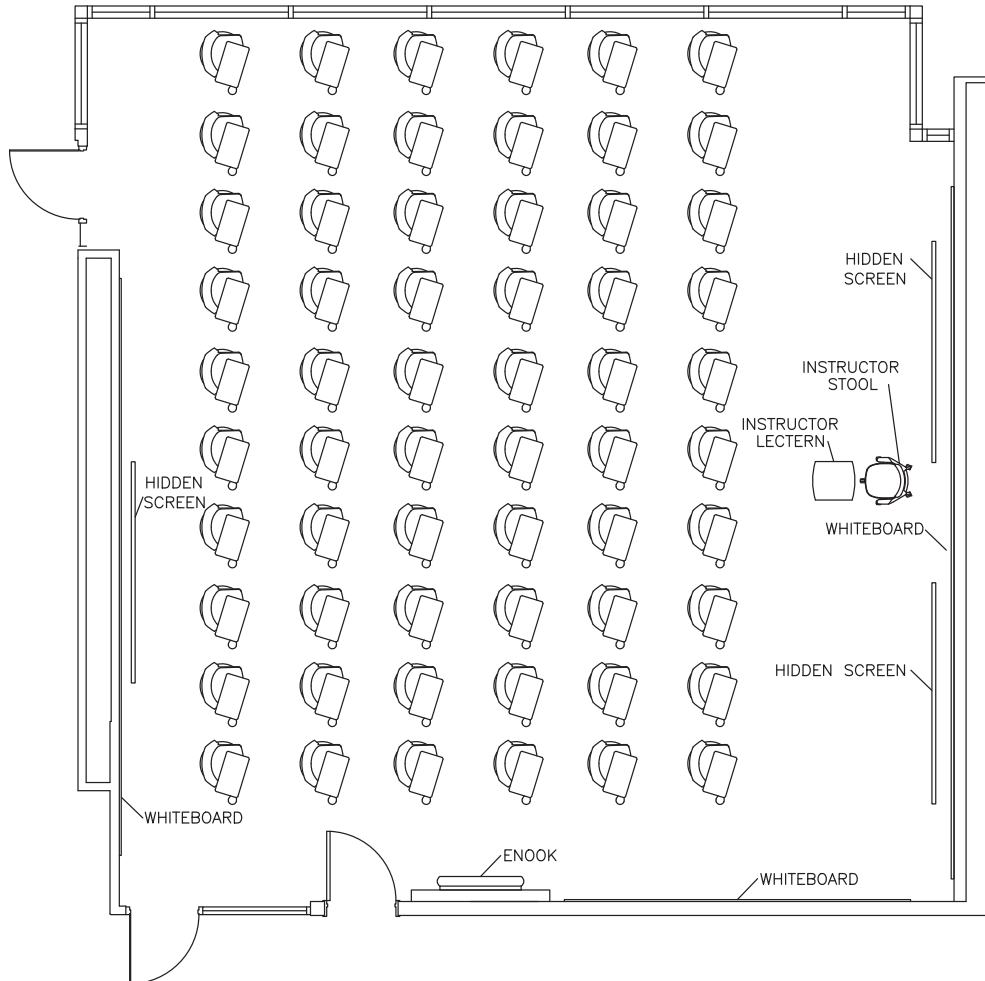 HIDDEN
SCREEN
INSTRUCTOR
STOOL
INSTRUCTOR
LECTERN
HIDDEN
SCREEN
WHITEBOARD
HIDDEN SCREEN
WHITEBOARD
ENOOK
WHITEBOARD